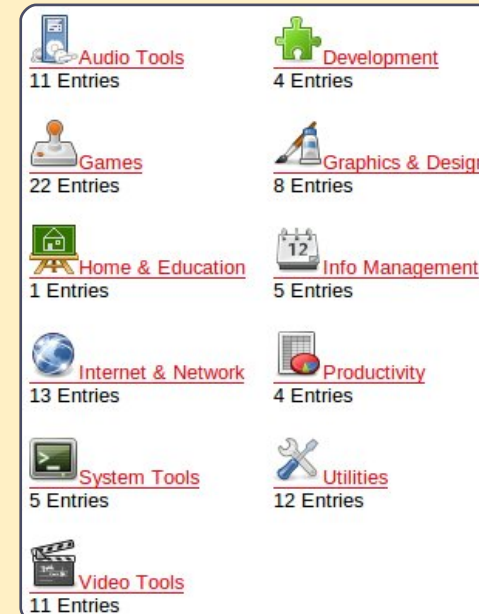 Audio Tools
11 Entries
Development
4 Entries
Games
22 Entries
Graphics & Design
8 Entries
Home & Education
1 Entries
12
Info Management
5 Entries
Internet & Network
13 Entries
Productivity
4 Entries
>_
System Tools
5 Entries
Utilities
12 Entries
Video Tools
11 Entries